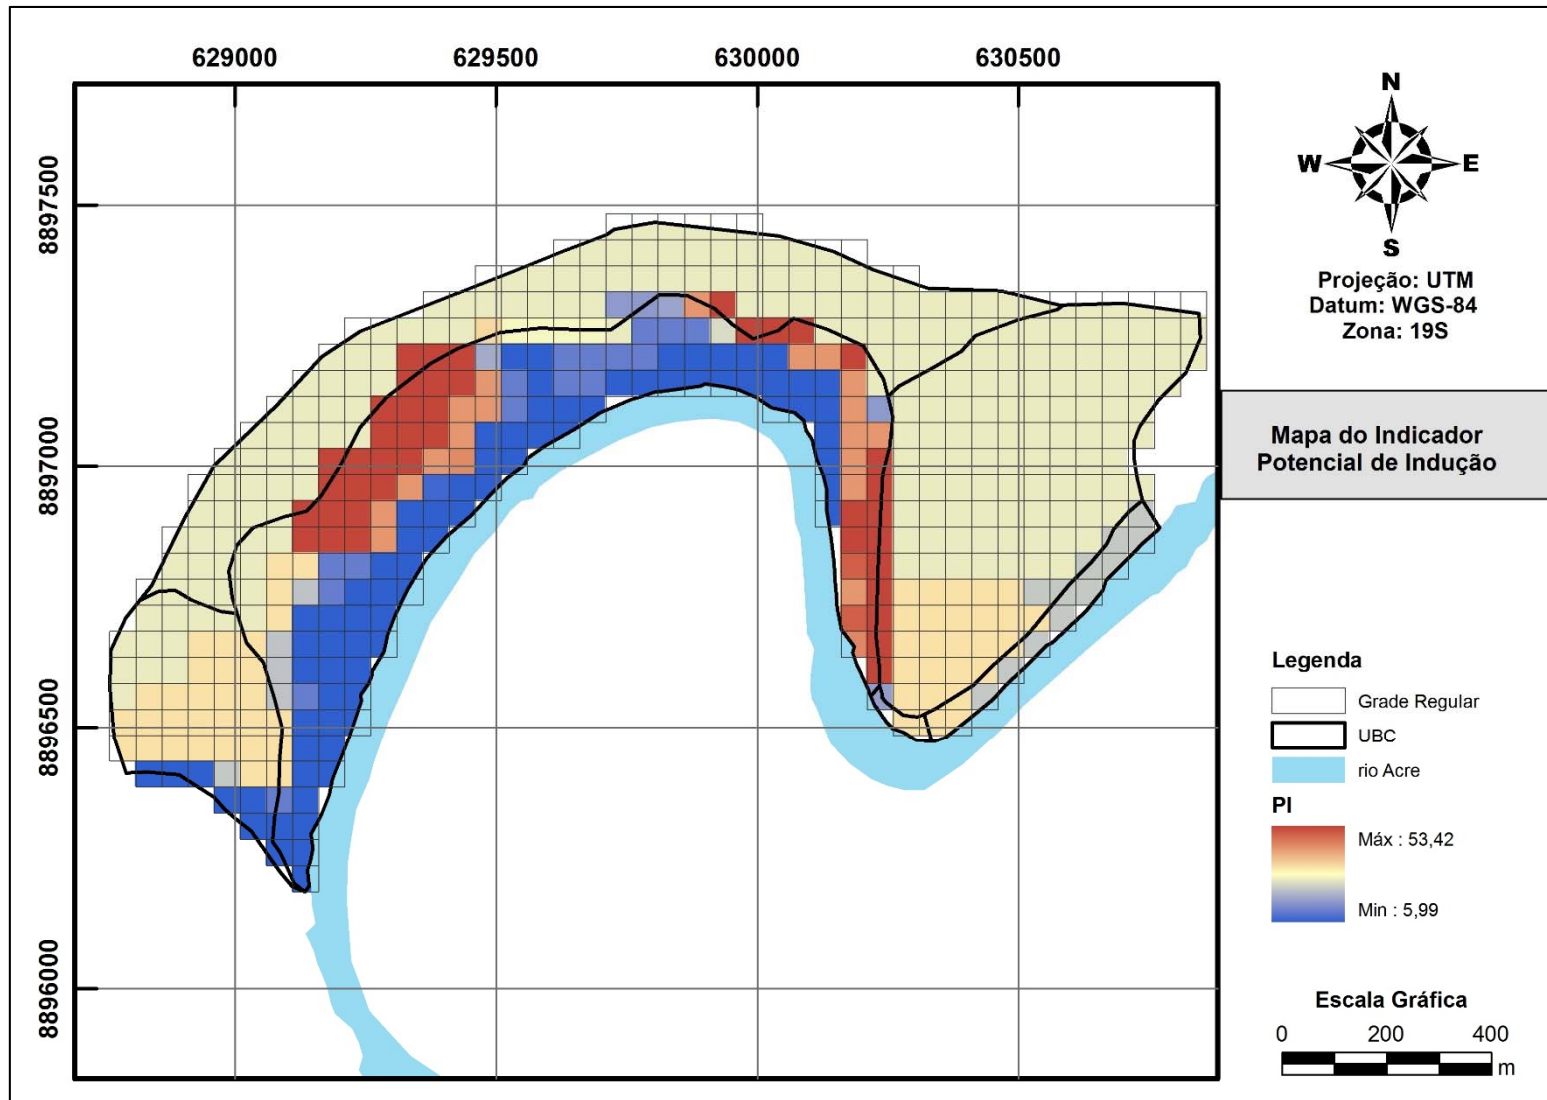 629000 629500 630000 630500
8897500
8897000
8896500
8896000
N
W E
S
Projeção: UTM
Datum: WGS-84
Zona: 19S
Mapa do Indicador
Potencial de Indução
Legenda
Grade Regular
UBC
rio Acre
PI
Máx : 53,42
Min : 5,99
Escala Gráfica
0 200 400
m